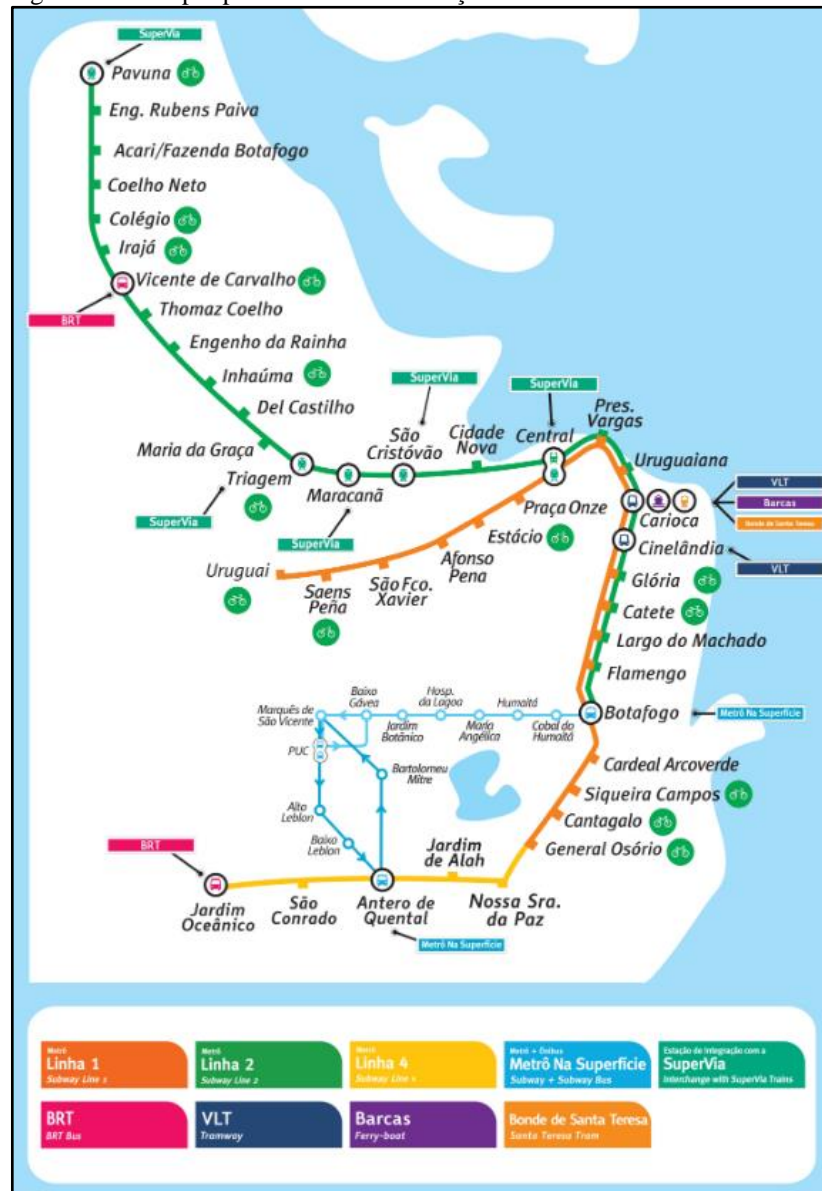 SuperVia
Pavuna
Eng. Rubens Paiva
Acari/Fazenda Botafogo
Coelho Neto
Colégio
Irajá
Vicente de Carvalho
BRT
Thomaz Coelho
Engenho da Rainha
Inhaúma
Del Castilho
Maria da Graça
Triagem
SuperVia
Maracanã
SuperVia
São
Cristóvão
SuperVia
Cidade
Nova
Central
SuperVia
Pres.
Vargas
Uruguaiana
Carioca
VLT
Barcas
Bonde de Santa Teresa
Cinelândia
VLT
Praça Onze
Estácio
Afonso
Pena
São Fco.
Xavier
Saens
Peña
Uruguai
Glória
Catete
Largo do Machado
Flamengo
Botafogo
Metrô Na Superfície
Marquês de
São Vicente
Baixo
Gávea
Jardim
Botânico
Hosp.
da Lagoa
Maria
Angélica
Humaitá
Cobal do
Humaitá
PUC
Bartolomeu
Mitre
Alto
Leblon
Baixo
Leblon
Cardeal Arcoverde
Siqueira Campos
Cantagalo
General Osório
BRT
Jardim
Oceânico
São
Conrado
Antero de
Quental
Metrô Na Superfície
Jardim
de Alah
Nossa Sra.
da Paz
Metrô
Linha 1
Subway Line 1
Metrô
Linha 2
Subway Line 2
Metrô
Linha 4
Subway Line 4
Metrô + Ônibus
Metrô Na Superfície
Subway + Subway Bus
Estação de Integração com a
SuperVia
Interchange with SuperVia Trains
BRT
BRT Bus
VLT
Tramway
Barcas
Ferry-boat
Bonde de Santa Teresa
Santa Teresa Tram